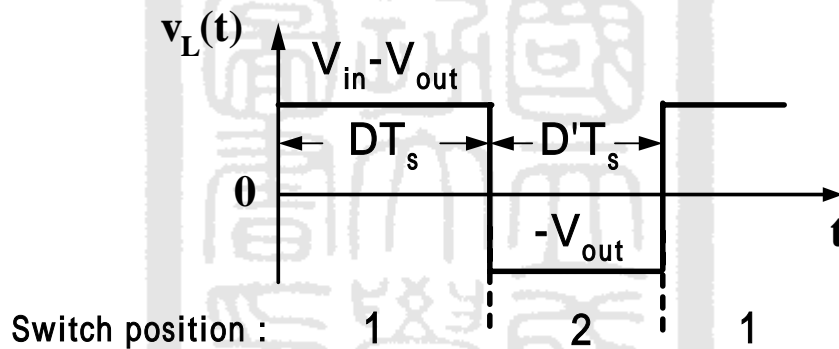 v_L(t)
V_in-V_out
DT_s
D'T_s
0
-V_out
t
Switch position : 1 2 1